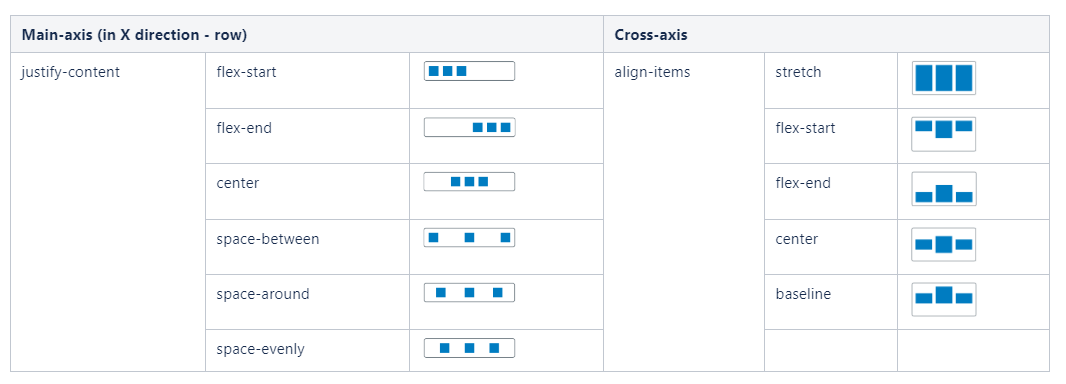 Main-axis (in X direction - row) Cross-axis
justify-content flex-start align-items stretch
flex-end flex-start
center flex-end
space-between center
space-around baseline
space-evenly